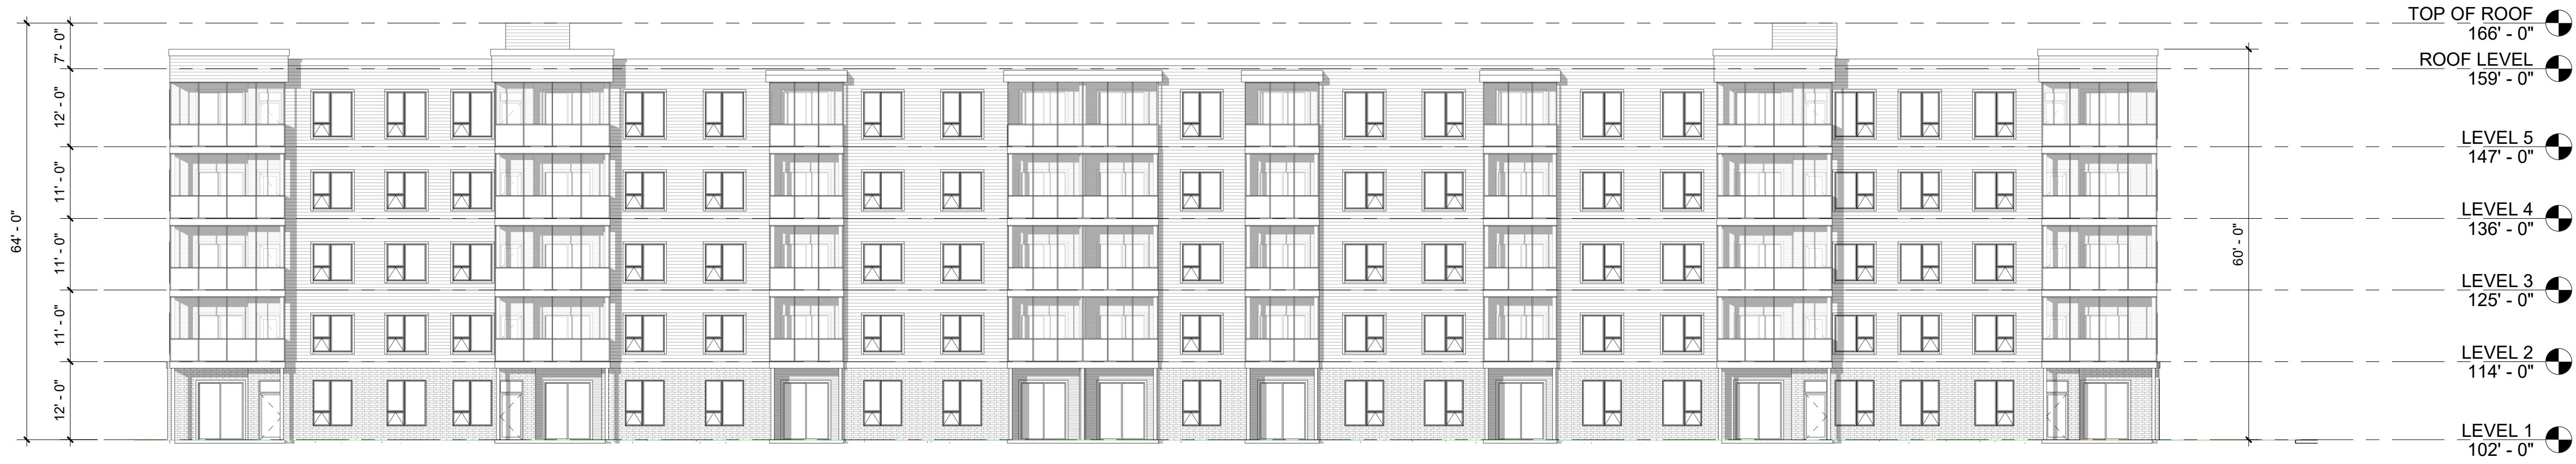 TOP OF ROOF
166' - 0"
ROOF LEVEL
159' - 0"
LEVEL 5
147' - 0"
LEVEL 4
136' - 0"
LEVEL 3
125' - 0"
LEVEL 2
114' - 0"
LEVEL 1
102' - 0"
7' - 0"
12' - 0"
11' - 0"
11' - 0"
11' - 0"
12' - 0"
64' - 0"
60' - 0"